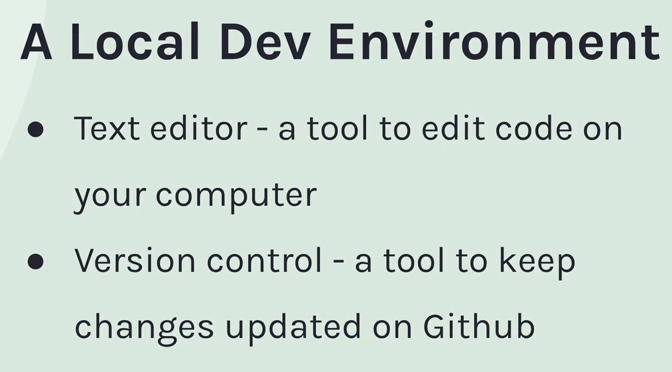 A Local Dev Environment
● Text editor - a tool to edit code on
your computer
● Version control - a tool to keep
changes updated on Github